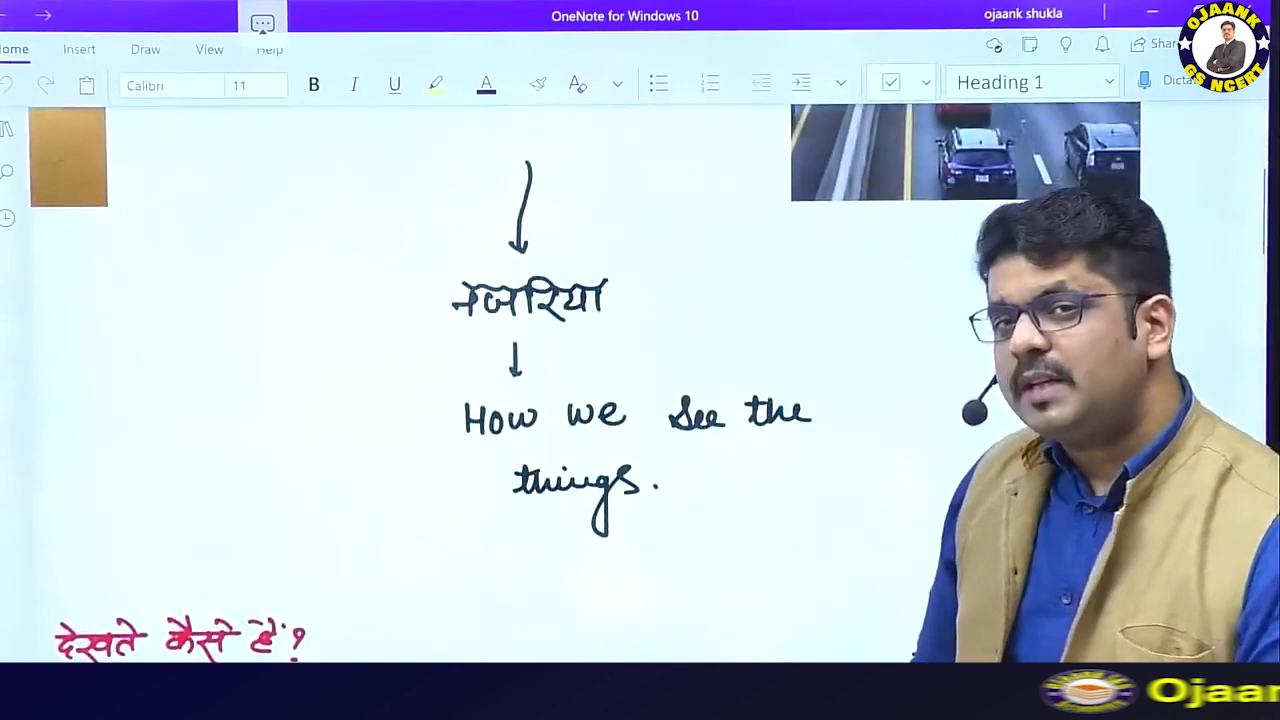 OneNote for Windows 10
ojaank shukla
Home Insert Draw View Help
Calibri 11 B I U A Heading 1
OJAANK
GS NCERT
नजरिया
How we see the
things.
देखते कैसे हैं?